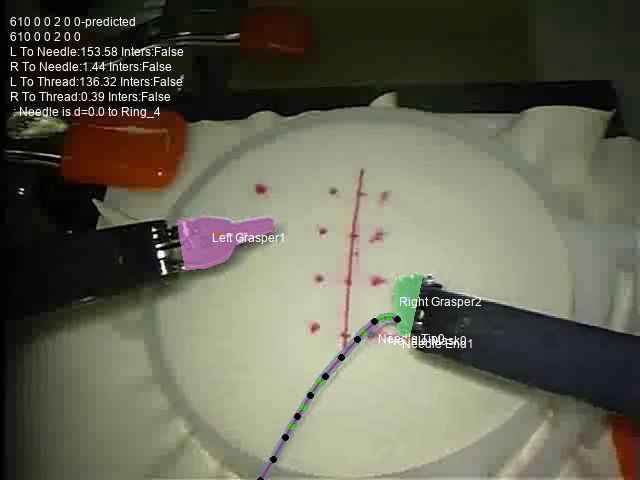 610 0 0 2 0 0-predicted
610 0 0 2 0 0
L To Needle:153.58 Inters:False
R To Needle:1.44 Inters:False
L To Thread:136.32 Inters:False
R To Thread:0.39 Inters:False
: Needle is d=0.0 to Ring_4
Left Grasper1
Right Grasper2
Needle Tip0
Needle End1